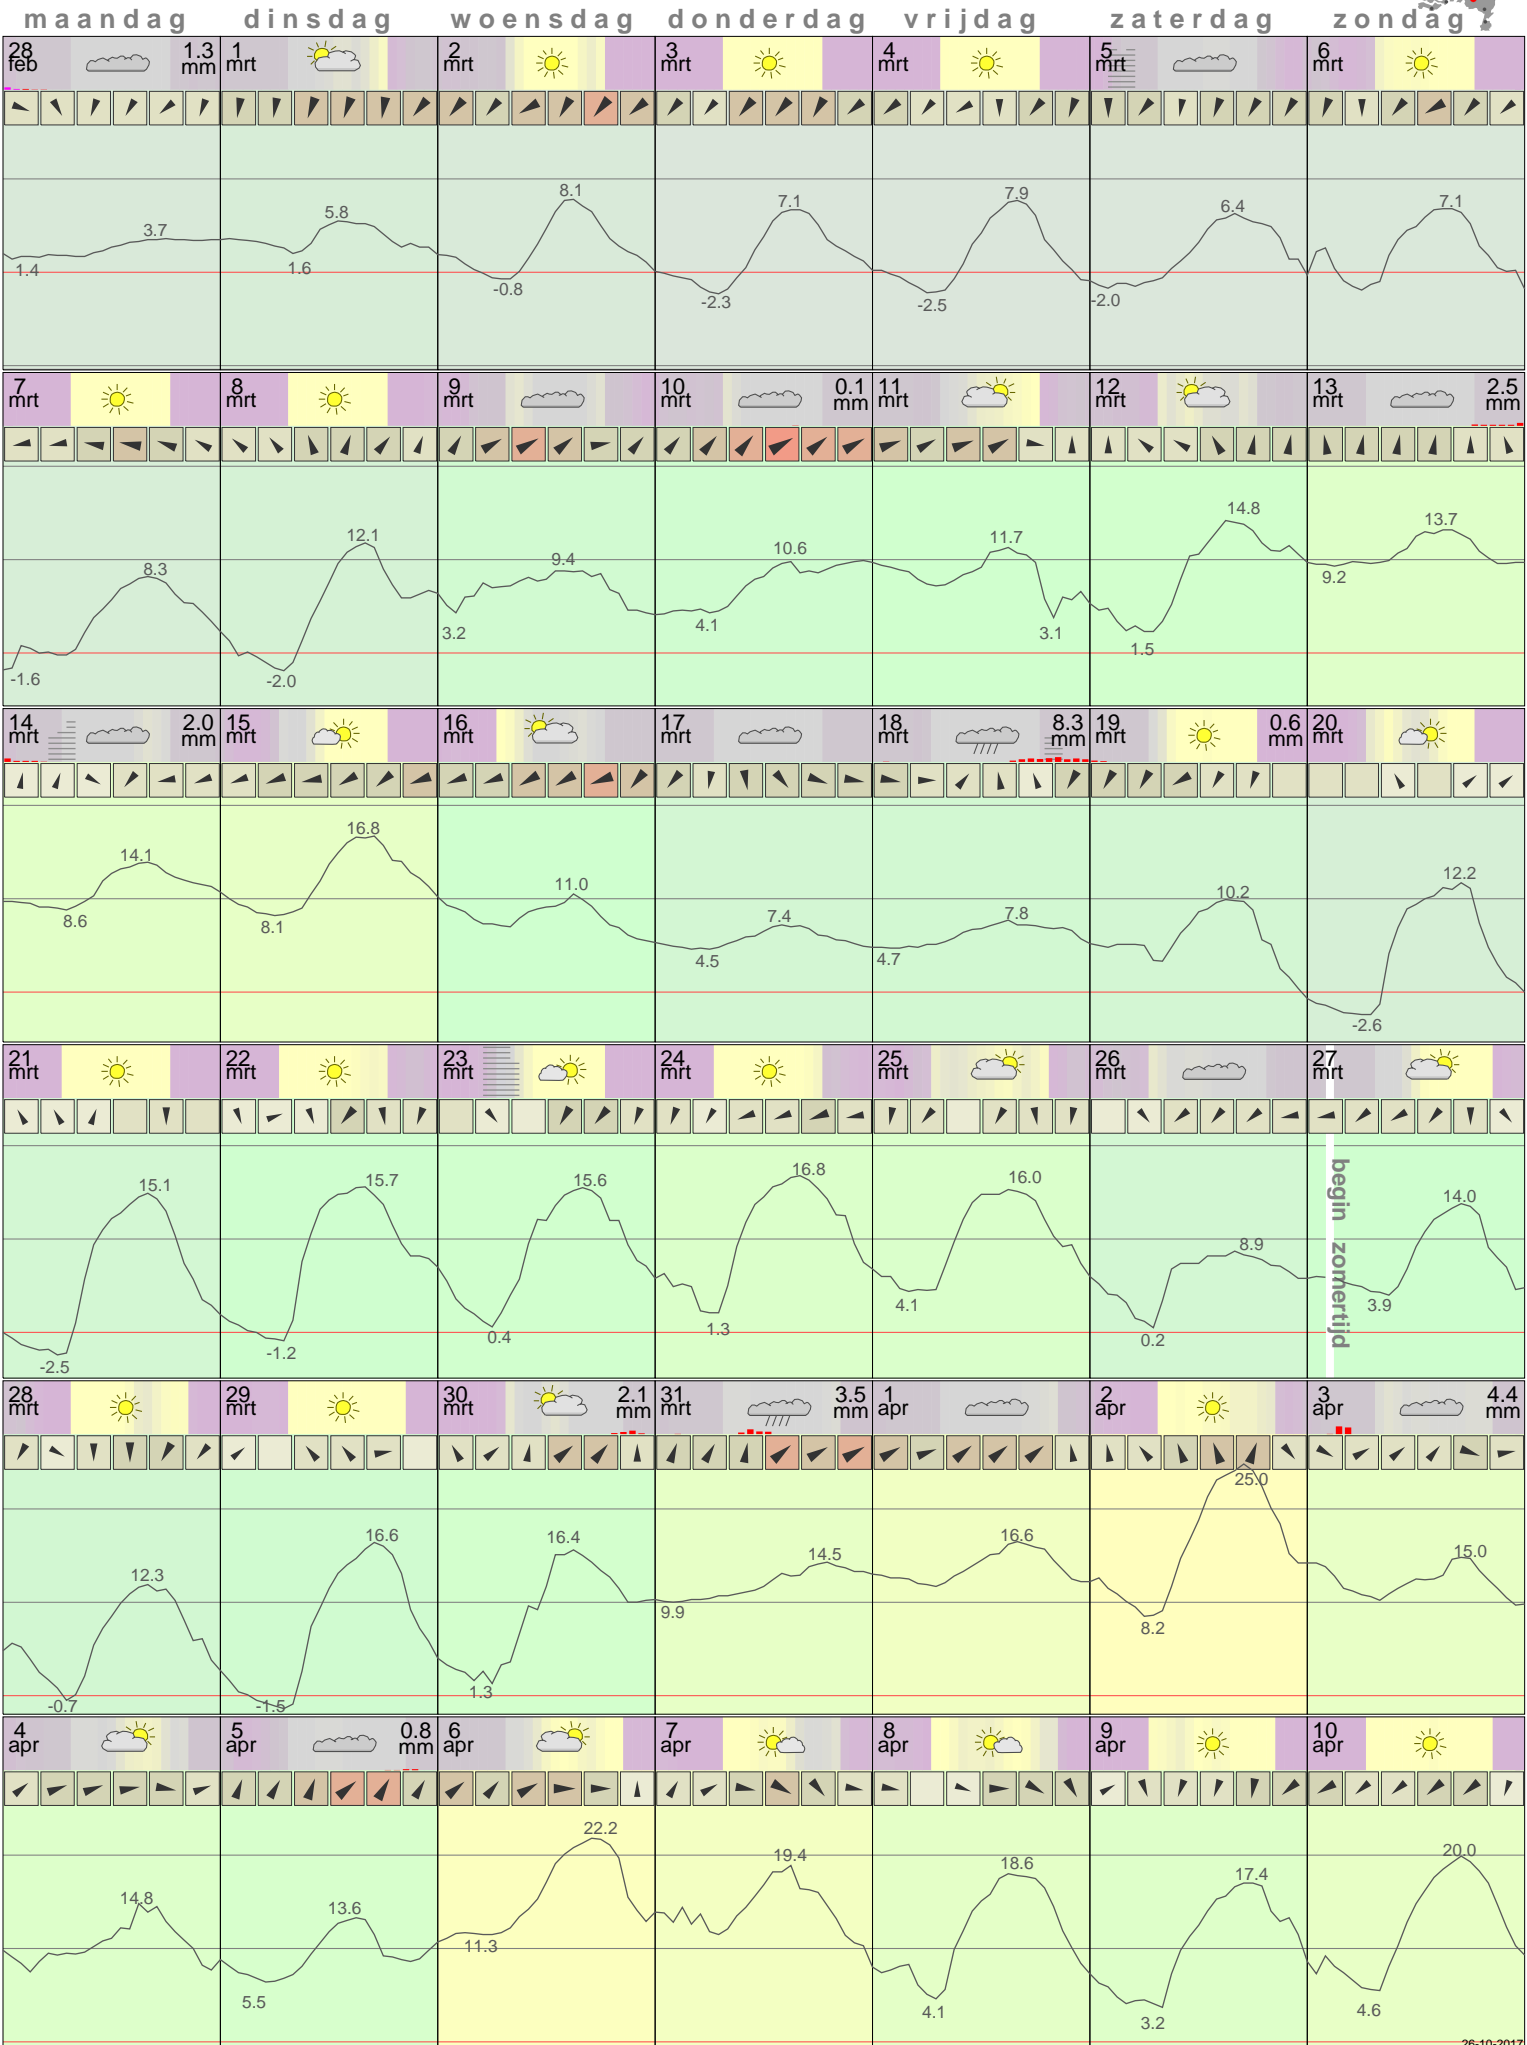 maandag dinsdag woensdag donderdag vrijdag zaterdag zondag
28 feb 1.3 mm 1 mrt 2 mrt 3 mrt 4 mrt 5 mrt 6 mrt
3.7 5.8 8.1 7.1 7.9 6.4 7.1
1.4 1.6 -0.8 -2.3 -2.5 -2.0
7 mrt 8 mrt 9 mrt 10 mrt 0.1 mm 11 mrt 12 mrt 13 mrt 2.5 mm
8.3 12.1 9.4 10.6 11.7 14.8 13.7
-1.6 -2.0 3.2 4.1 3.1 1.5 9.2
14 mrt 2.0 mm 15 mrt 16 mrt 17 mrt 18 mrt 8.3 mm 19 mrt 0.6 mm 20 mrt
14.1 16.8 11.0 7.4 7.8 10.2 12.2
8.6 8.1 4.5 4.7 -2.6
21 mrt 22 mrt 23 mrt 24 mrt 25 mrt 26 mrt 27 mrt
15.1 15.7 15.6 16.8 16.0 8.9 14.0
-2.5 -1.2 0.4 1.3 4.1 0.2 3.9
begin zomertijd
28 mrt 29 mrt 30 mrt 2.1 mm 31 mrt 3.5 mm 1 apr 2 apr 3 apr 4.4 mm
12.3 16.6 16.4 14.5 16.6 25.0 15.0
-0.7 -1.5 1.3 9.9 8.2
4 apr 5 apr 0.8 mm 6 apr 7 apr 8 apr 9 apr 10 apr
14.8 13.6 22.2 19.4 18.6 17.4 20.0
5.5 11.3 4.1 3.2 4.6
26-10-2017